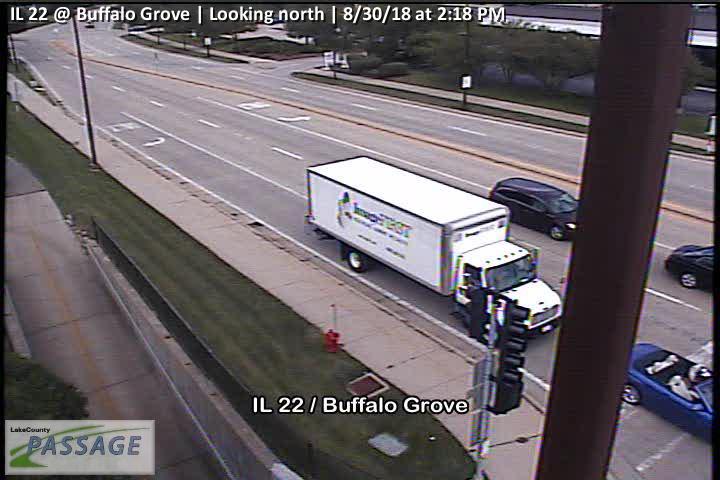 IL 22 @ Buffalo Grove | Looking north | 8/30/18 at 2:18 PM
IL 22 / Buffalo Grove
LakeCounty
PASSAGE